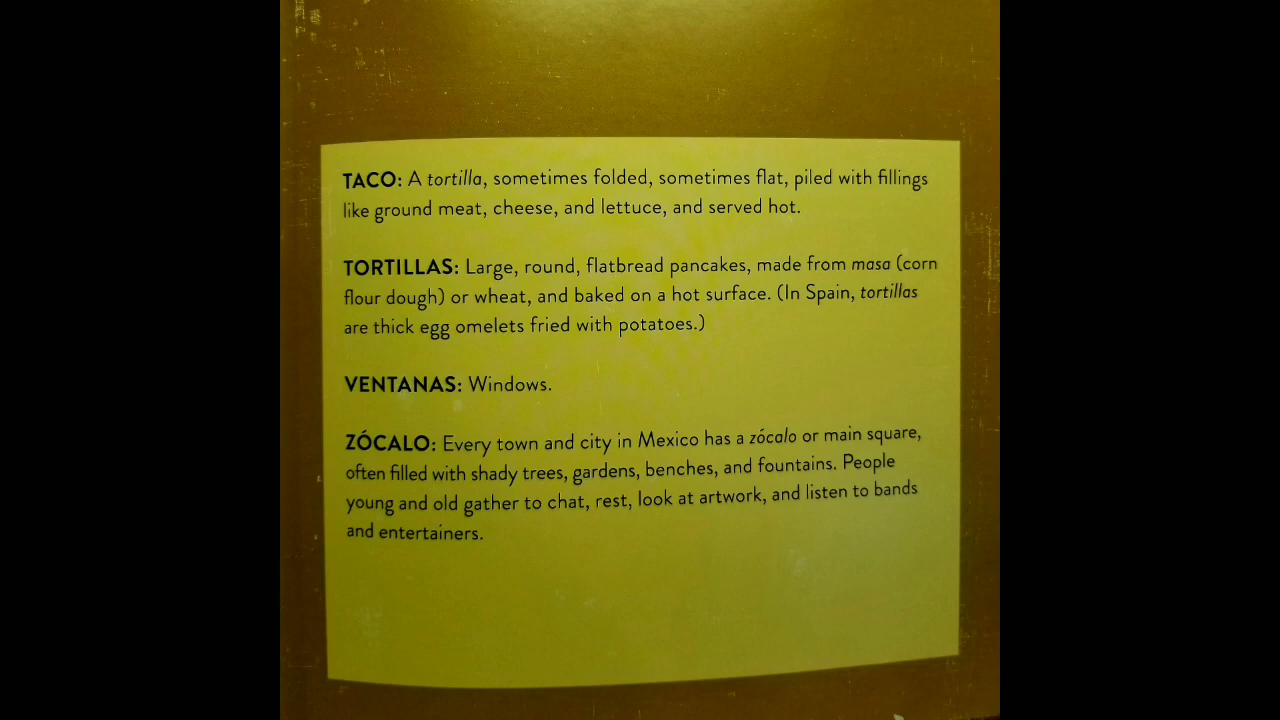 TACO: A tortilla, sometimes folded, sometimes flat, piled with fillings
like ground meat, cheese, and lettuce, and served hot.
TORTILLAS: Large, round, flatbread pancakes, made from masa (corn
flour dough) or wheat, and baked on a hot surface. (In Spain, tortillas
are thick egg omelets fried with potatoes.)
VENTANAS: Windows.
ZÓCALO: Every town and city in Mexico has a zócalo or main square,
often filled with shady trees, gardens, benches, and fountains. People
young and old gather to chat, rest, look at artwork, and listen to bands
and entertainers.